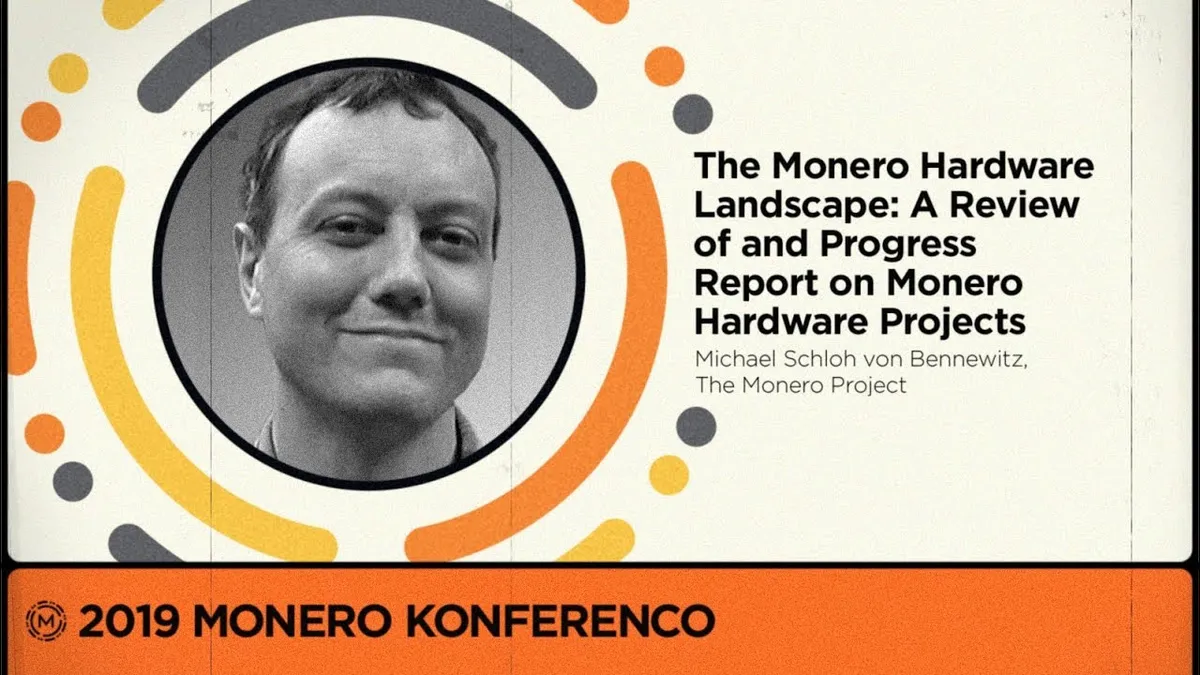 The Monero Hardware
Landscape: A Review
of and Progress
Report on Monero
Hardware Projects
Michael Schloh von Bennewitz,
The Monero Project
M
2019 MONERO KONFERENCO